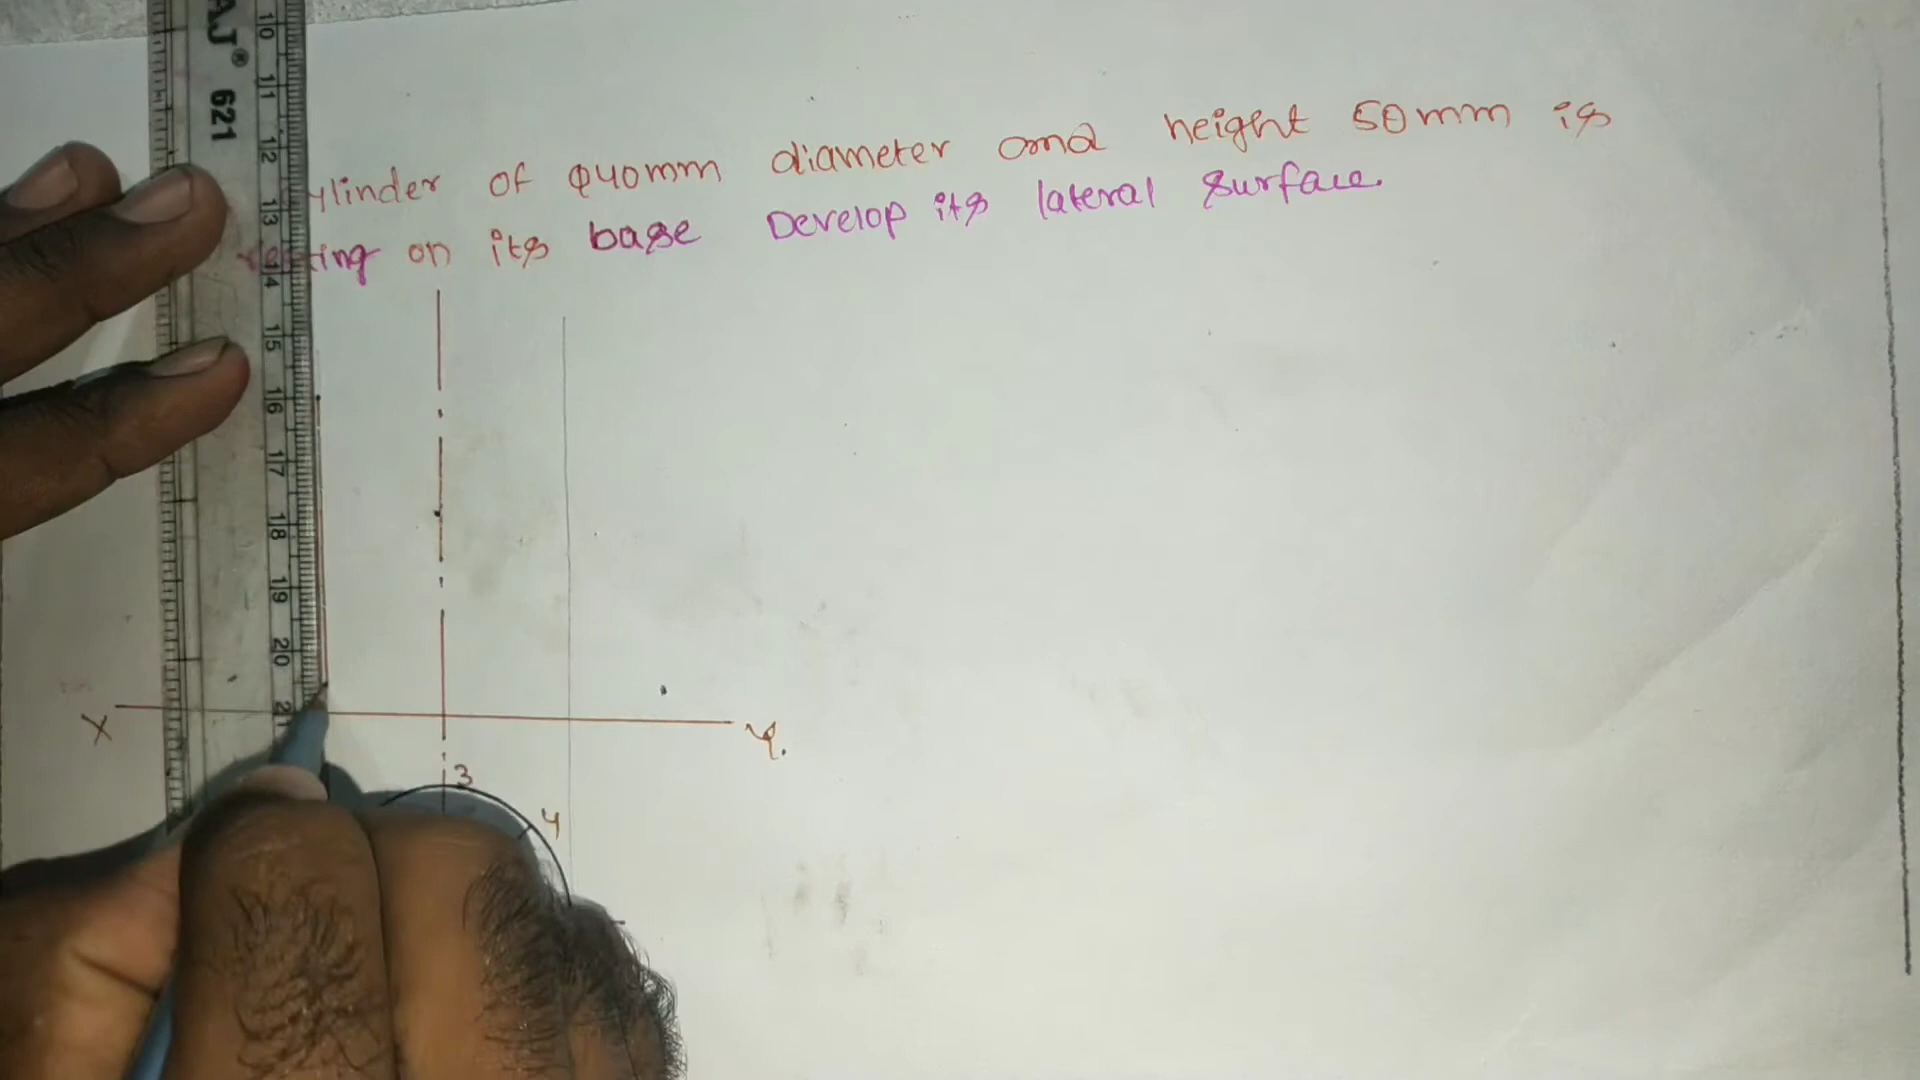 AJ® 621
10 11 12 13 14 15 16 17 18 19 20 21
ylinder of Φ40mm diameter and height 50mm is
resting on its base Develop its lateral surface.
X
Y.
3
4